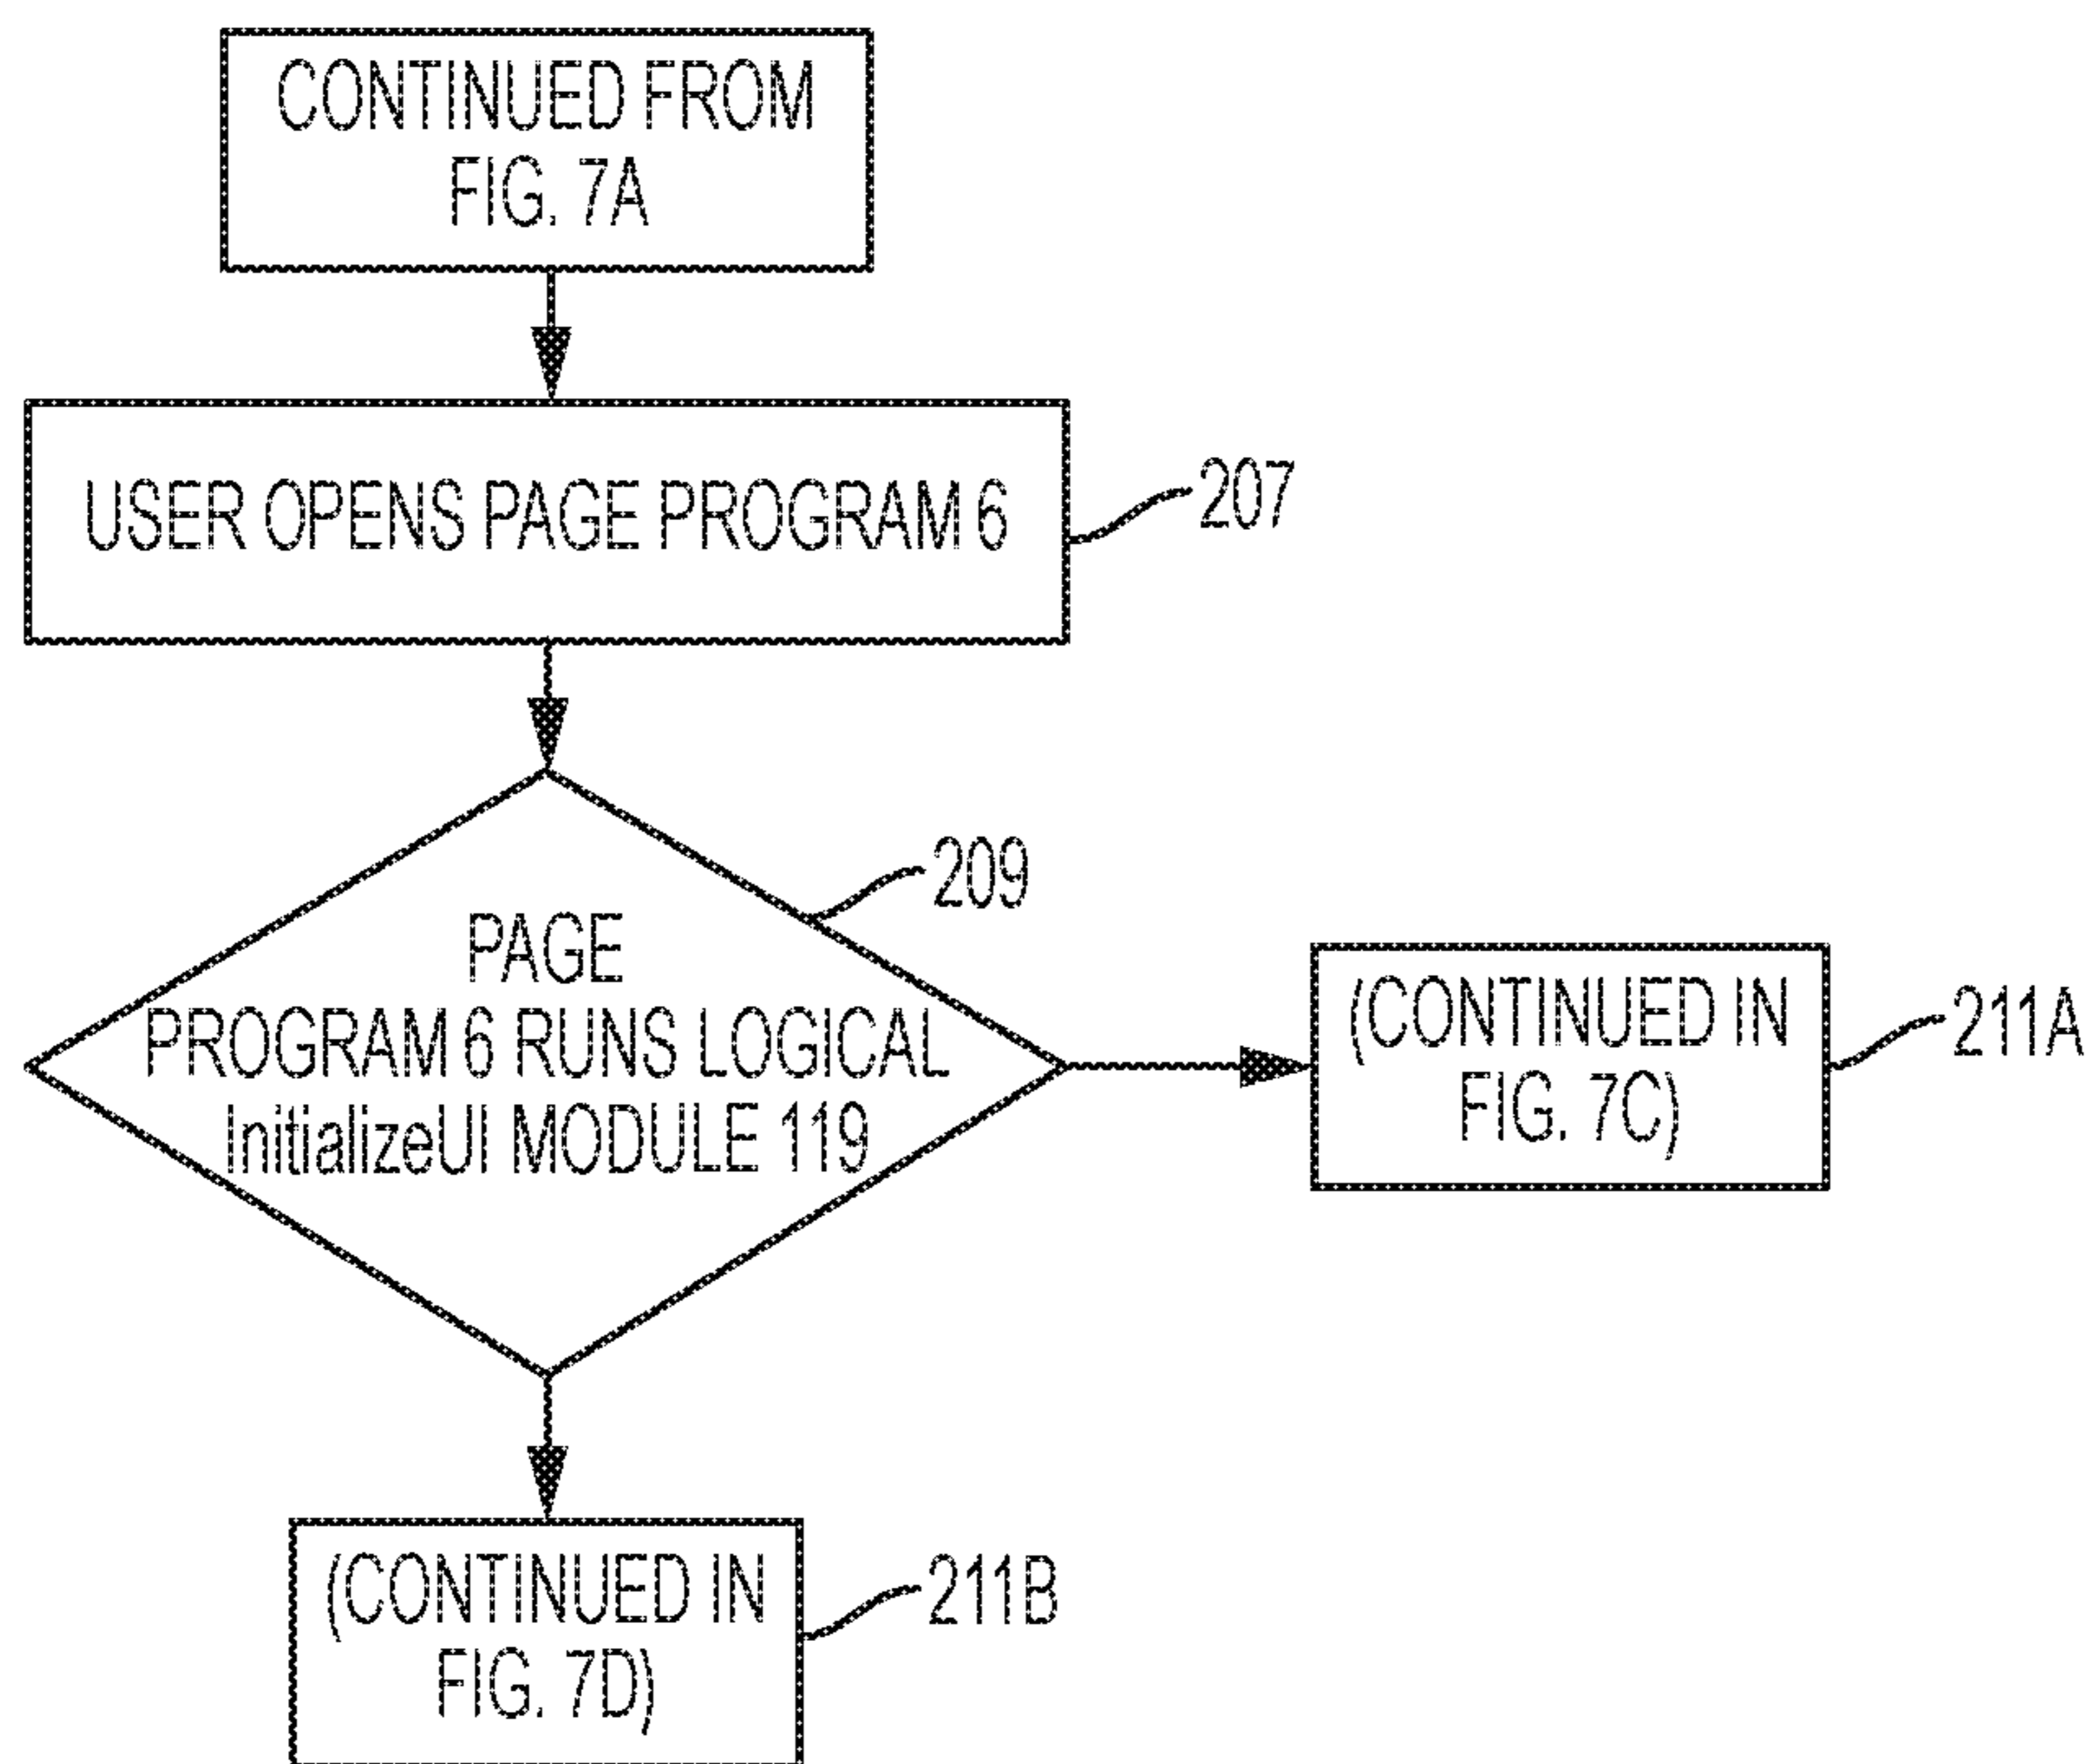 CONTINUED FROM
FIG. 7A
USER OPENS PAGE PROGRAM 6
207
209
PAGE
PROGRAM 6 RUNS LOGICAL
InitializeUI MODULE 119
(CONTINUED IN
FIG. 7C)
211A
(CONTINUED IN
FIG. 7D)
211B